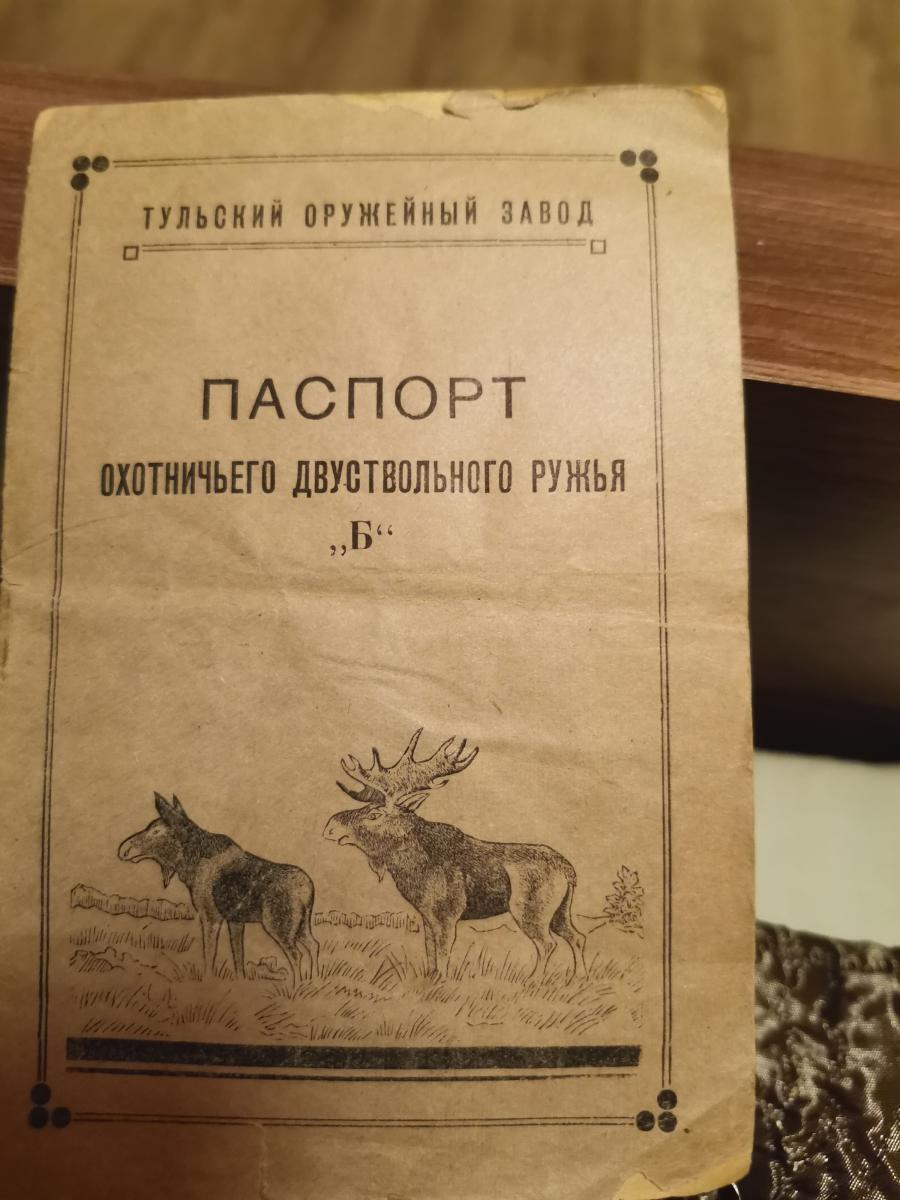 ТУЛЬСКИЙ ОРУЖЕЙНЫЙ ЗАВОД
ПАСПОРТ
ОХОТНИЧЬЕГО ДВУСТВОЛЬНОГО РУЖЬЯ
„Б“